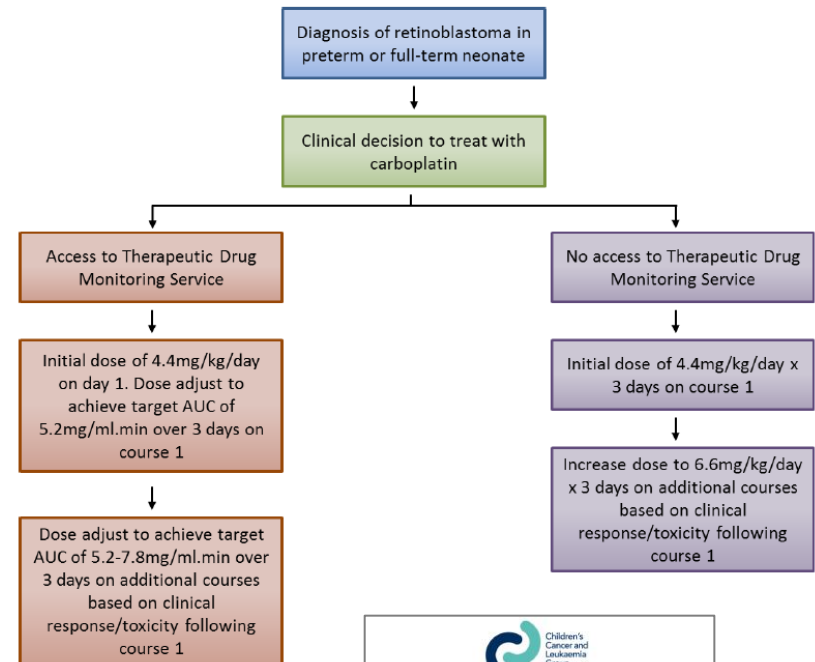 Diagnosis of retinoblastoma in
preterm or full-term neonate
Clinical decision to treat with
carboplatin
Access to Therapeutic Drug
Monitoring Service
No access to Therapeutic Drug
Monitoring Service
Initial dose of 4.4mg/kg/day
on day 1. Dose adjust to
achieve target AUC of
5.2mg/ml.min over 3 days on
course 1
Initial dose of 4.4mg/kg/day x
3 days on course 1
Increase dose to 6.6mg/kg/day
x 3 days on additional courses
based on clinical
response/toxicity following
course 1
Dose adjust to achieve target
AUC of 5.2-7.8mg/ml.min over
3 days on additional courses
based on clinical
response/toxicity following
course 1
Children's
Cancer and
Leukaemia